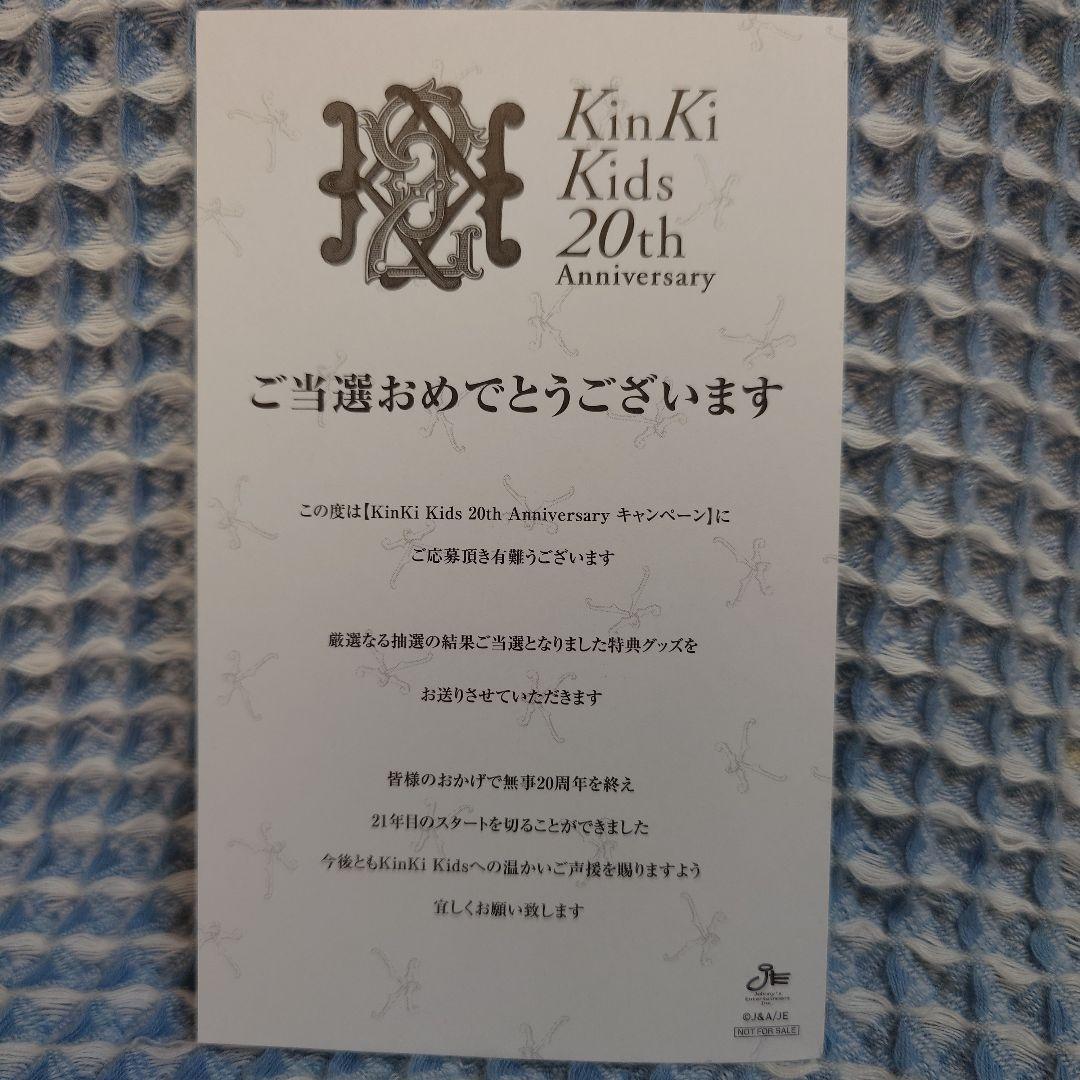 KinKi
Kids
20th
Anniversary
ご当選おめでとうございます
この度は【KinKi Kids 20th Anniversary キャンペーン】に
ご応募頂き有難うございます
厳選なる抽選の結果ご当選となりました特典グッズを
お送りさせていただきます
皆様のおかげで無事20周年を終え
21年目のスタートを切ることができました
今後ともKinKi Kidsへの温かいご声援を賜りますよう
宜しくお願い致します
Johnny's
Entertainment
Inc.
©J&A/JE
NOT FOR SALE